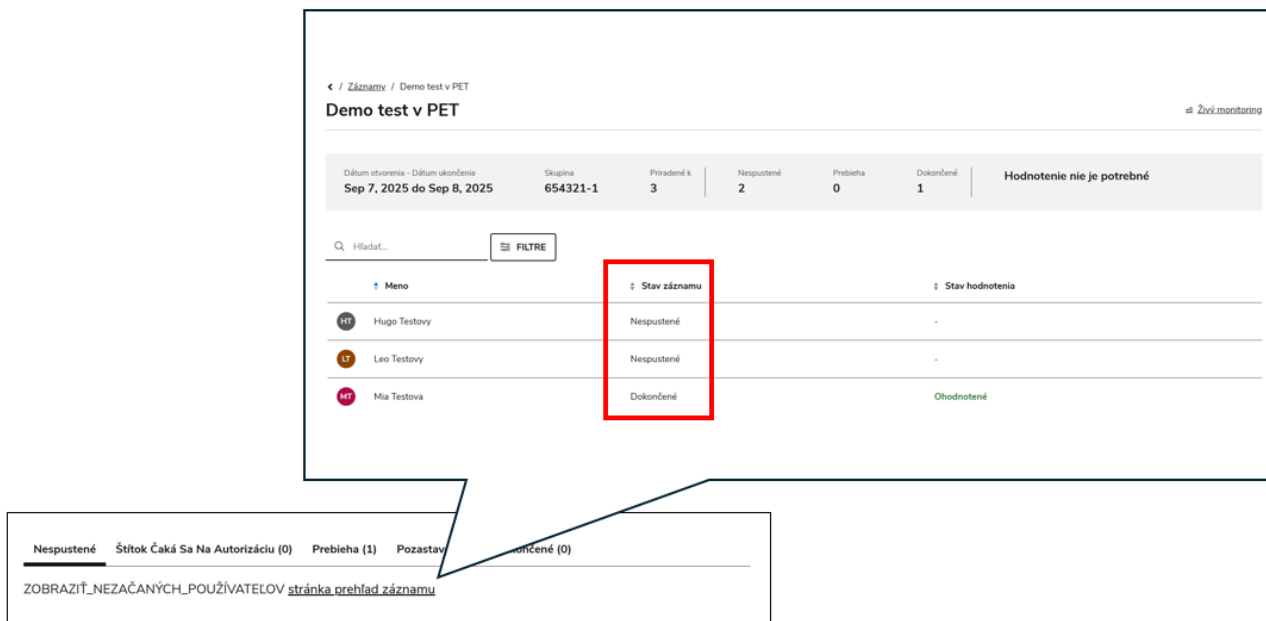 / Záznamy / Demo test v PET
Demo test v PET
Živý monitoring
Dátum otvorenia - Dátum ukončenia Skupina Priradené k Nespustené Prebieha Dokončené
Sep 7, 2025 do Sep 8, 2025 654321-1 3 2 0 1 Hodnotenie nie je potrebné
Hladať... FILTRE
Meno Stav záznamu Stav hodnotenia
HT Hugo Testovy Nespustené -
LT Leo Testovy Nespustené -
MT Mia Testova Dokončené Ohodnotené
Nespustené Štítok Čaká Sa Na Autorizáciu (0) Prebieha (1) Pozastav ončené (0)
ZOBRAZIŤ_NEZAČANÝCH_POUŽÍVATEĽOV stránka prehľad záznamu